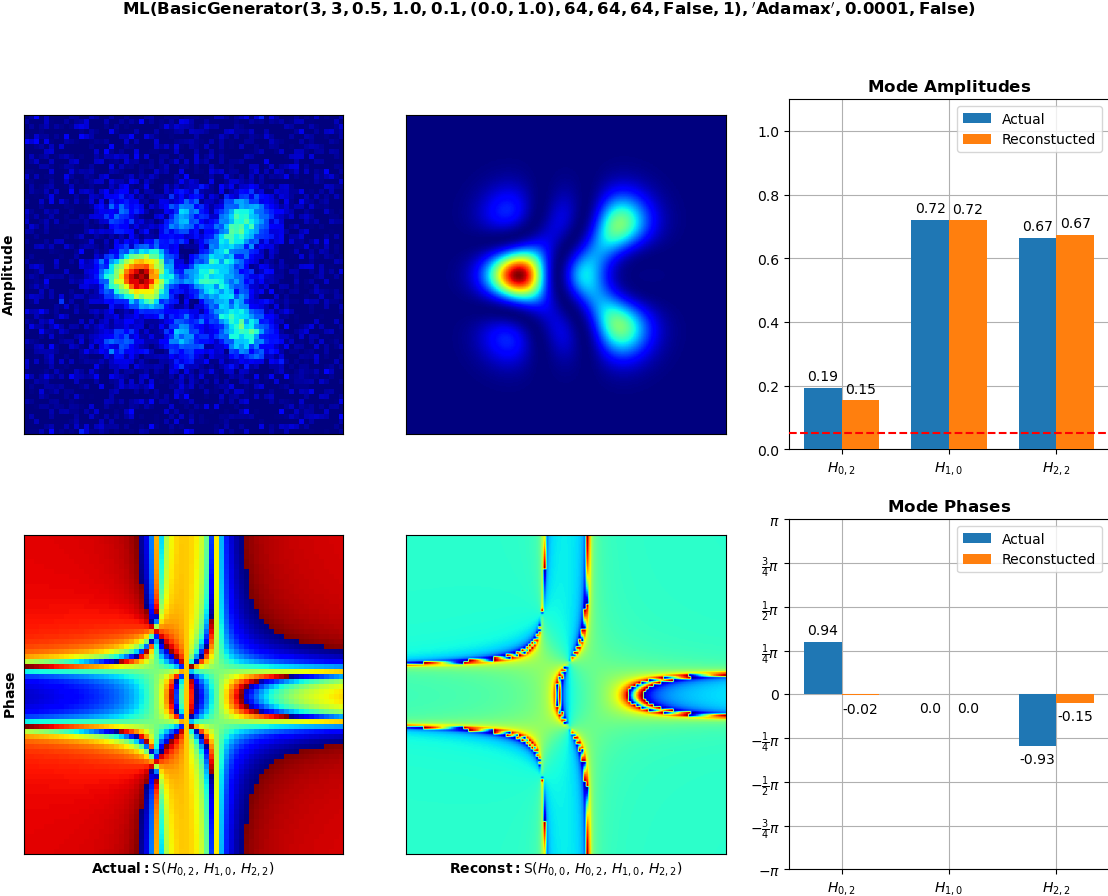 ML(BasicGenerator(3, 3, 0.5, 1.0, 0.1, (0.0, 1.0), 64, 64, 64, False, 1), ′Adamax′, 0.0001, False)
Amplitude
Mode Amplitudes
Actual
Reconstucted
1.0
0.8
0.6
0.4
0.2
0.0
0.19
0.15
0.72
0.72
0.67
0.67
H₀,₂
H₁,₀
H₂,₂
Phase
Actual: S(H₀,₂, H₁,₀, H₂,₂)
Reconst: S(H₀,₀, H₀,₂, H₁,₀, H₂,₂)
Mode Phases
Actual
Reconstucted
π
3/4π
1/2π
1/4π
0
−1/4π
−1/2π
−3/4π
−π
0.94
-0.02
0.0
0.0
-0.93
-0.15
H₀,₂
H₁,₀
H₂,₂